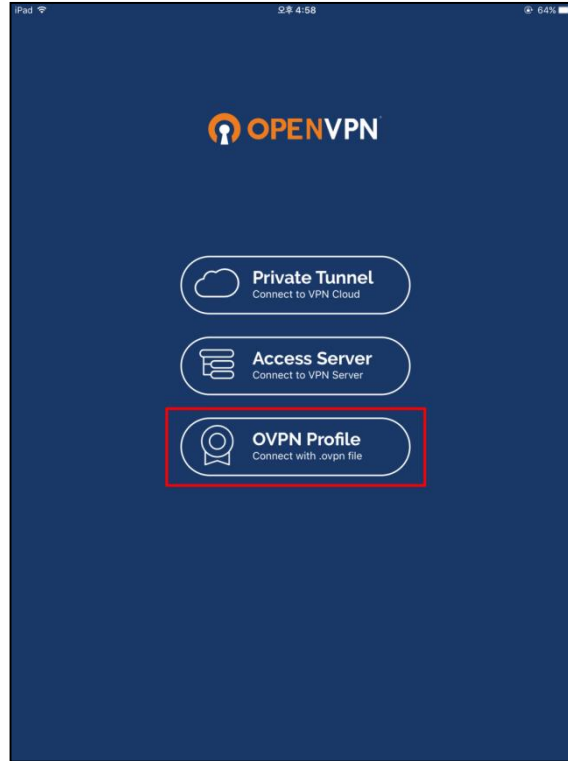 iPad 오후 4:58 64%
OPENVPN
Private Tunnel
Connect to VPN Cloud
Access Server
Connect to VPN Server
OVPN Profile
Connect with .ovpn file